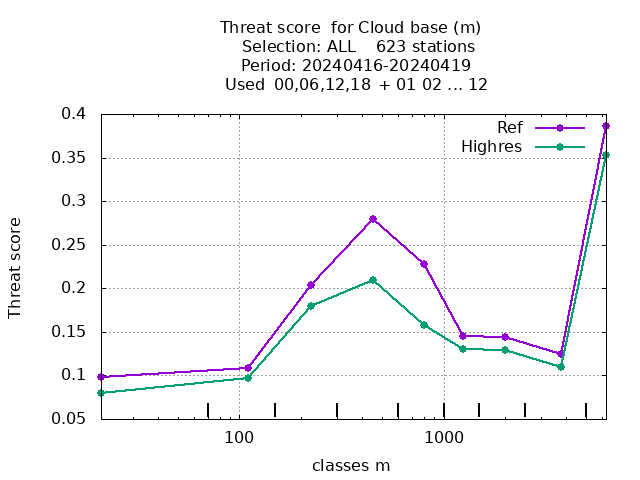 Threat score  for Cloud base (m)
Selection: ALL    623 stations
Period: 20240416-20240419
Used  00,06,12,18 + 01 02 ... 12
Ref
Highres
0.4
0.35
0.3
0.25
0.2
0.15
0.1
0.05
Threat score
100 1000
classes m